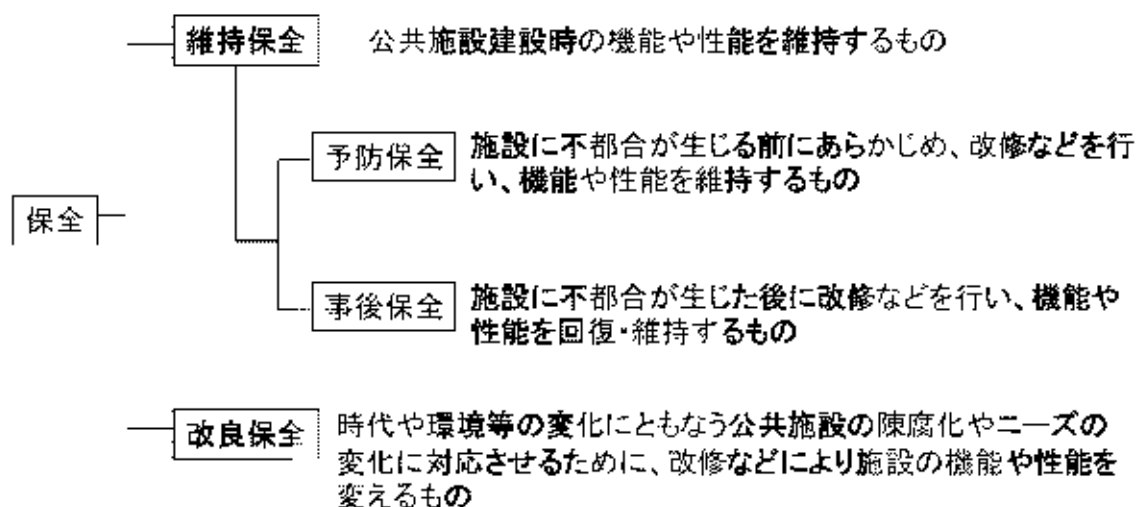 維持保全 公共施設建設時の機能や性能を維持するもの
予防保全 施設に不都合が生じる前にあらかじめ、改修などを行
い、機能や性能を維持するもの
保全
事後保全 施設に不都合が生じた後に改修などを行い、機能や
性能を回復・維持するもの
改良保全 時代や環境等の変化にともなう公共施設の陳腐化やニーズの
変化に対応させるために、改修などにより施設の機能や性能を
変えるもの